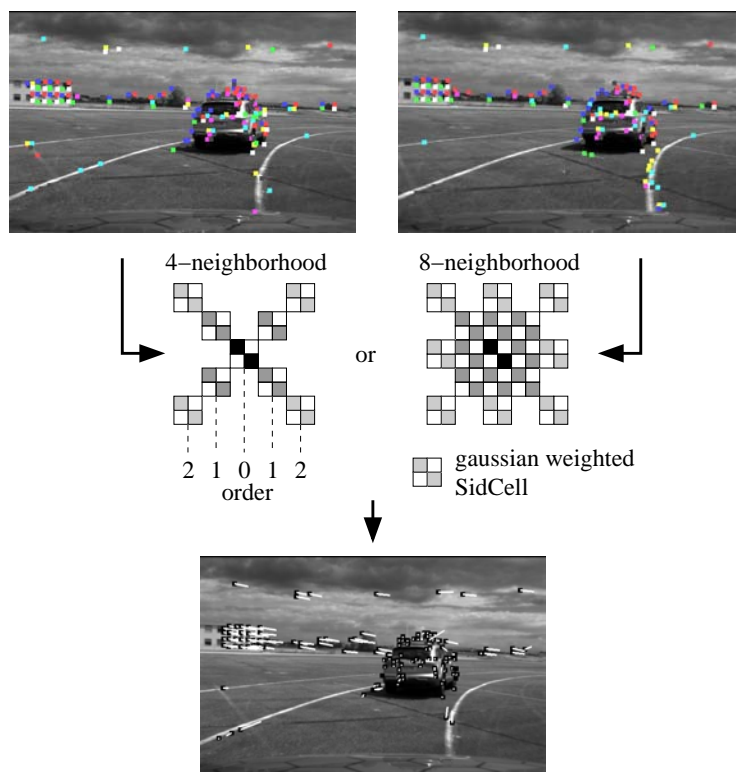 4–neighborhood
8–neighborhood
or
2 1 0 1 2
order
gaussian weighted
SidCell